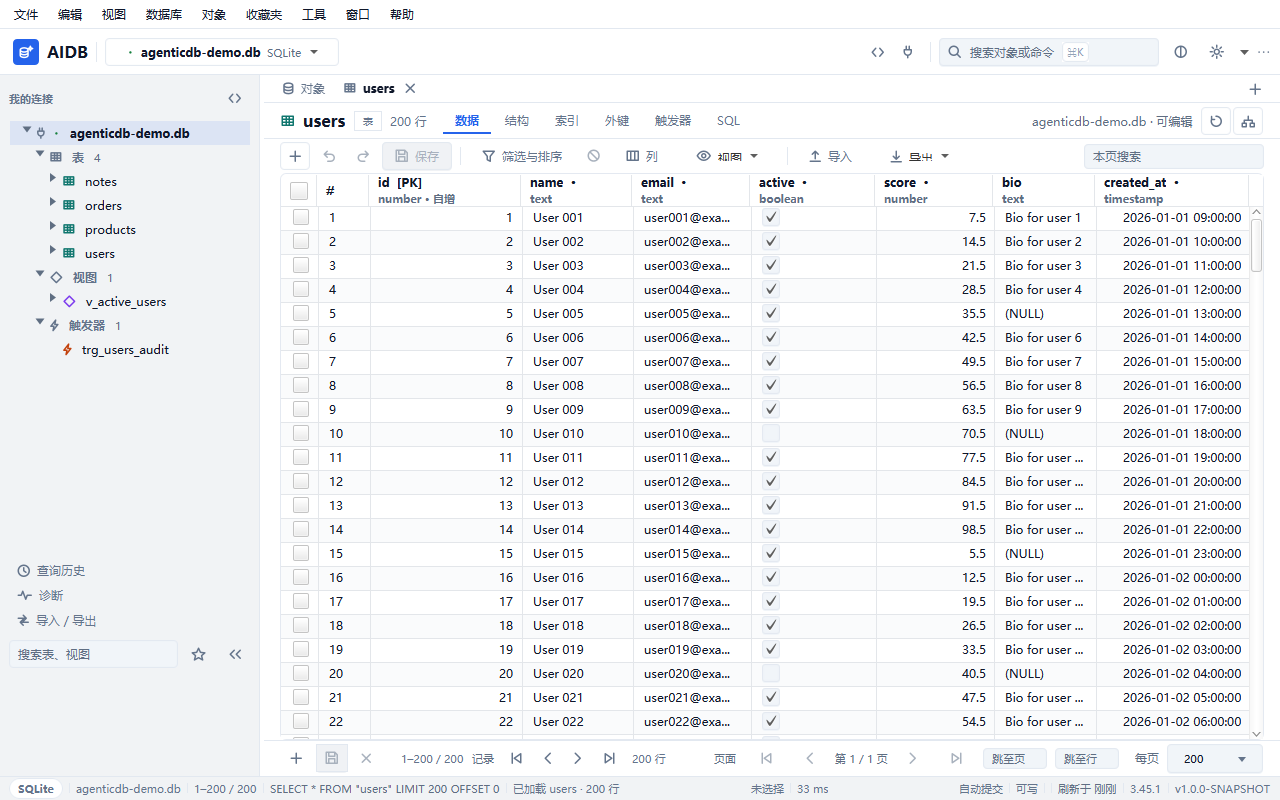 文件 编辑 视图 数据库 对象 收藏夹 工具 窗口 帮助
AIDB · agenticdb-demo.db SQLite 搜索对象或命令 ⌘K
我的连接
· agenticdb-demo.db
表 4
notes
orders
products
users
视图 1
v_active_users
触发器 1
trg_users_audit
查询历史
诊断
导入 / 导出
搜索表、视图
对象 users
users 表 200 行 数据 结构 索引 外键 触发器 SQL agenticdb-demo.db · 可编辑
保存 筛选与排序 列 视图 导入 导出 本页搜索
# id [PK] name • email • active • score • bio created_at •
number • 自增 text text boolean number text timestamp
1 1 User 001 user001@exa... 7.5 Bio for user 1 2026-01-01 09:00:00
2 2 User 002 user002@exa... 14.5 Bio for user 2 2026-01-01 10:00:00
3 3 User 003 user003@exa... 21.5 Bio for user 3 2026-01-01 11:00:00
4 4 User 004 user004@exa... 28.5 Bio for user 4 2026-01-01 12:00:00
5 5 User 005 user005@exa... 35.5 (NULL) 2026-01-01 13:00:00
6 6 User 006 user006@exa... 42.5 Bio for user 6 2026-01-01 14:00:00
7 7 User 007 user007@exa... 49.5 Bio for user 7 2026-01-01 15:00:00
8 8 User 008 user008@exa... 56.5 Bio for user 8 2026-01-01 16:00:00
9 9 User 009 user009@exa... 63.5 Bio for user 9 2026-01-01 17:00:00
10 10 User 010 user010@exa... 70.5 (NULL) 2026-01-01 18:00:00
11 11 User 011 user011@exa... 77.5 Bio for user ... 2026-01-01 19:00:00
12 12 User 012 user012@exa... 84.5 Bio for user ... 2026-01-01 20:00:00
13 13 User 013 user013@exa... 91.5 Bio for user ... 2026-01-01 21:00:00
14 14 User 014 user014@exa... 98.5 Bio for user ... 2026-01-01 22:00:00
15 15 User 015 user015@exa... 5.5 (NULL) 2026-01-01 23:00:00
16 16 User 016 user016@exa... 12.5 Bio for user ... 2026-01-02 00:00:00
17 17 User 017 user017@exa... 19.5 Bio for user ... 2026-01-02 01:00:00
18 18 User 018 user018@exa... 26.5 Bio for user ... 2026-01-02 02:00:00
19 19 User 019 user019@exa... 33.5 Bio for user ... 2026-01-02 03:00:00
20 20 User 020 user020@exa... 40.5 (NULL) 2026-01-02 04:00:00
21 21 User 021 user021@exa... 47.5 Bio for user ... 2026-01-02 05:00:00
22 22 User 022 user022@exa... 54.5 Bio for user ... 2026-01-02 06:00:00
1–200 / 200 记录 200 行 页面 第 1 / 1 页 跳至页 跳至行 每页 200
SQLite agenticdb-demo.db 1–200 / 200 SELECT * FROM "users" LIMIT 200 OFFSET 0 已加载 users · 200 行 未选择 33 ms 自动提交 可写 刷新于 刚刚 3.45.1 v1.0.0-SNAPSHOT